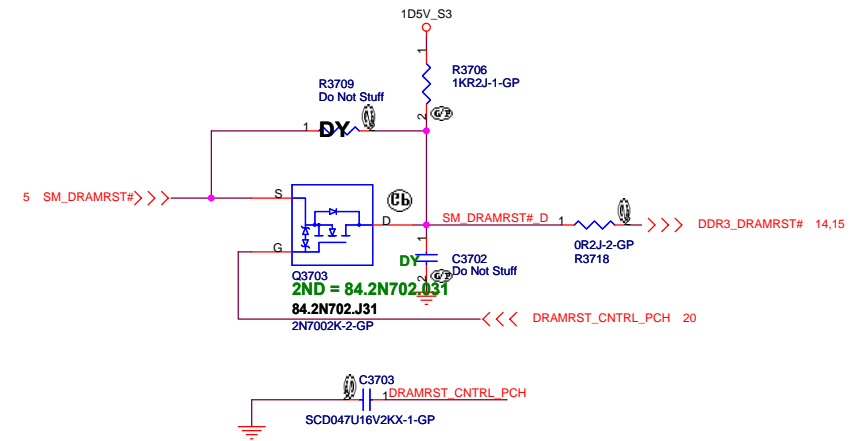 1D5V_S3
1
R3706
1KR2J-1-GP
2
G/P
R3709
Do Not Stuff
1
DY
2
5 SM_DRAMRST#
S
D
G
SM_DRAMRST#_D
1
0R2J-2-GP
R3718
DDR3_DRAMRST# 14,15
1
DY
C3702
Do Not Stuff
2
G/P
Q3703
2ND = 84.2N702.031
84.2N702.J31
2N7002K-2-GP
DRAMRST_CNTRL_PCH 20
C3703
1
DRAMRST_CNTRL_PCH
SCD047U16V2KX-1-GP